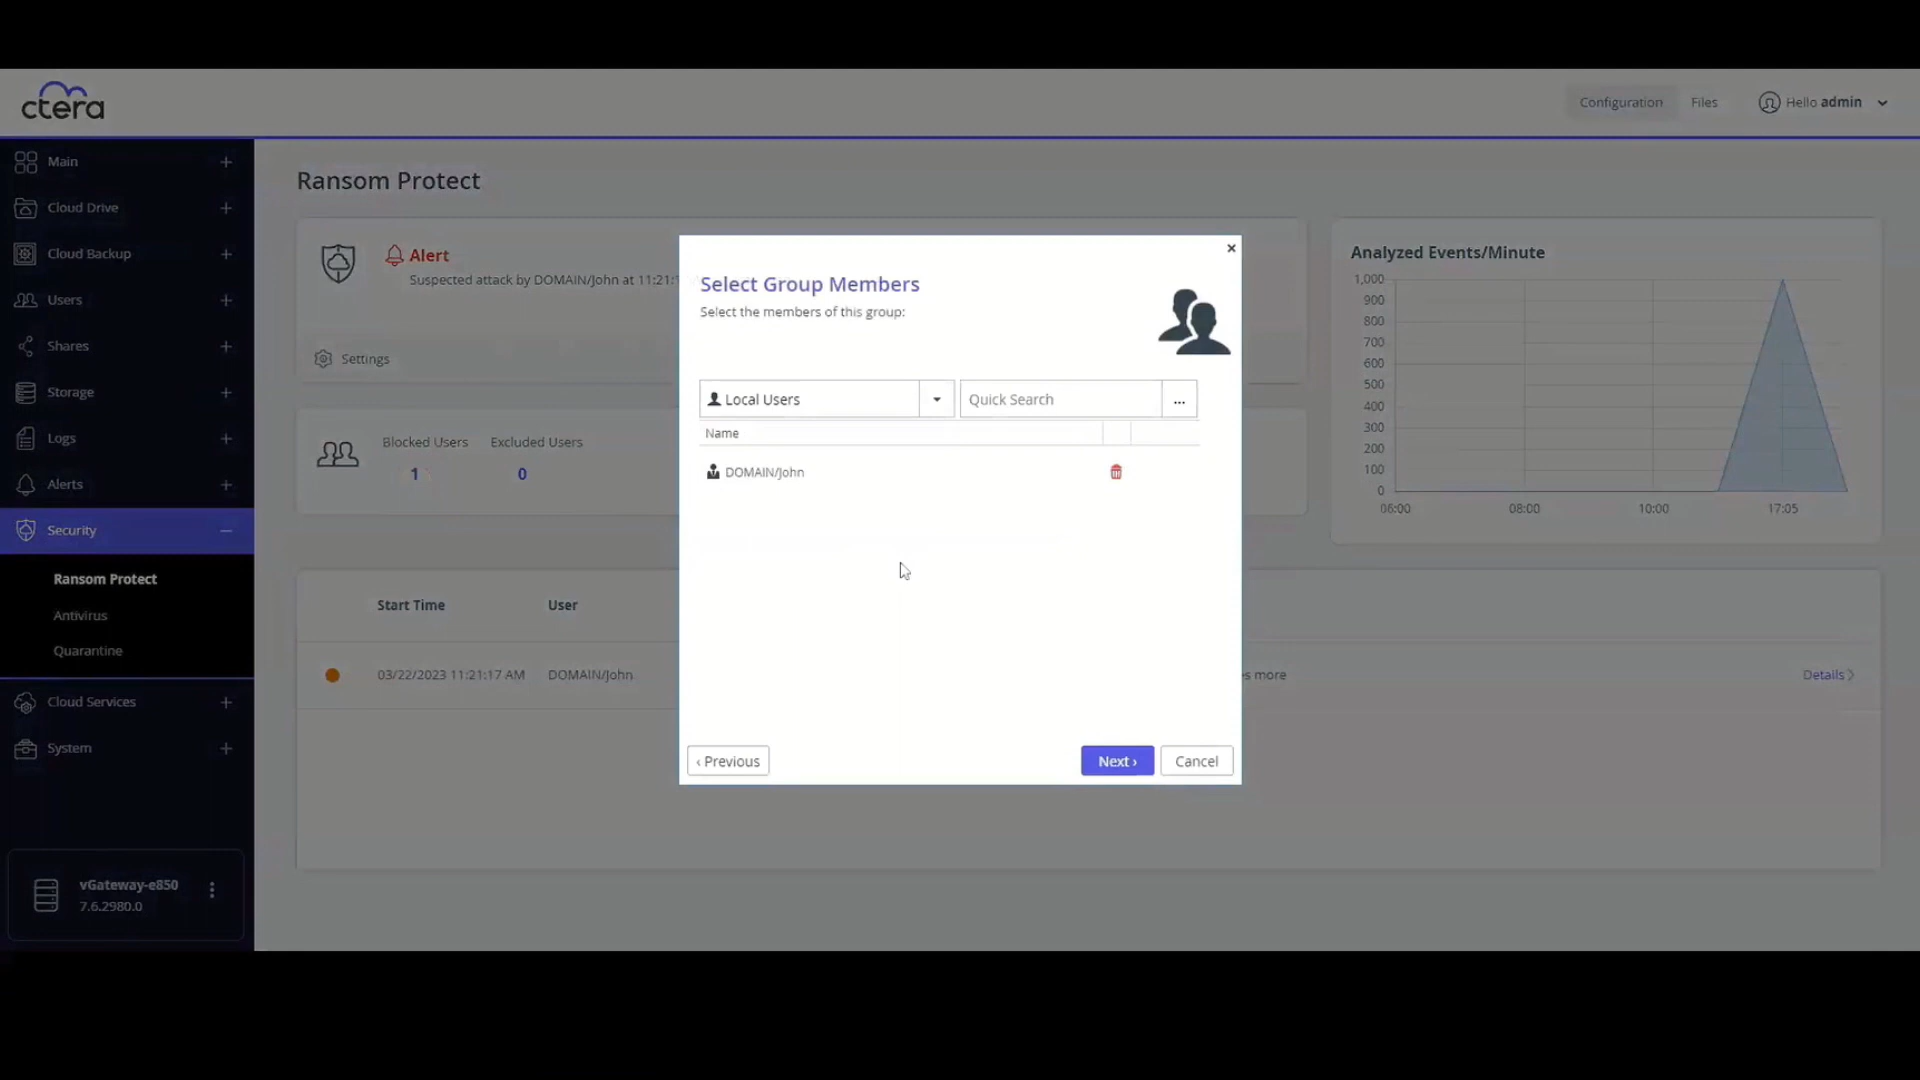 ctera
Configuration
Files
Hello admin
Main
Cloud Drive
Cloud Backup
Users
Shares
Storage
Logs
Alerts
Security
Ransom Protect
Antivirus
Quarantine
Cloud Services
System
vGateway-e850
7.6.2980.0
Ransom Protect
Alert
Suspected attack by DOMAIN/John at 11:21:
Settings
Blocked Users
1
Excluded Users
0
Analyzed Events/Minute
1,000
900
800
700
600
500
400
300
200
100
0
06:00 08:00 10:00 17:05
Start Time User
03/22/2023 11:21:17 AM DOMAIN/John s more Details
Select Group Members
Select the members of this group:
Local Users Quick Search ...
Name
DOMAIN/John
‹ Previous Next › Cancel